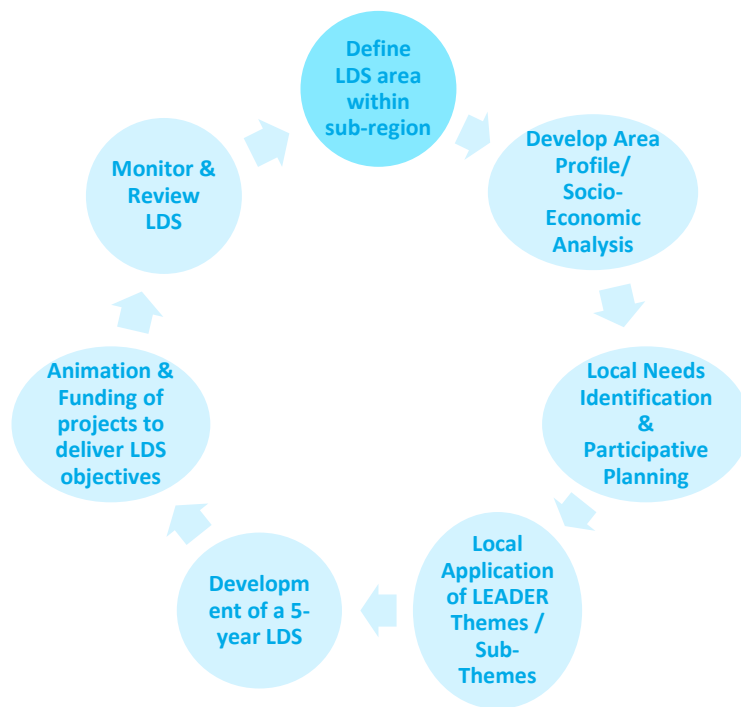 Define
LDS area
within
sub-region
Develop Area
Profile/
Socio-
Economic
Analysis
Local Needs
Identification
&
Participative
Planning
Local
Application
of LEADER
Themes /
Sub-
Themes
Developm
ent of a 5-
year LDS
Animation &
Funding of
projects to
deliver LDS
objectives
Monitor &
Review
LDS